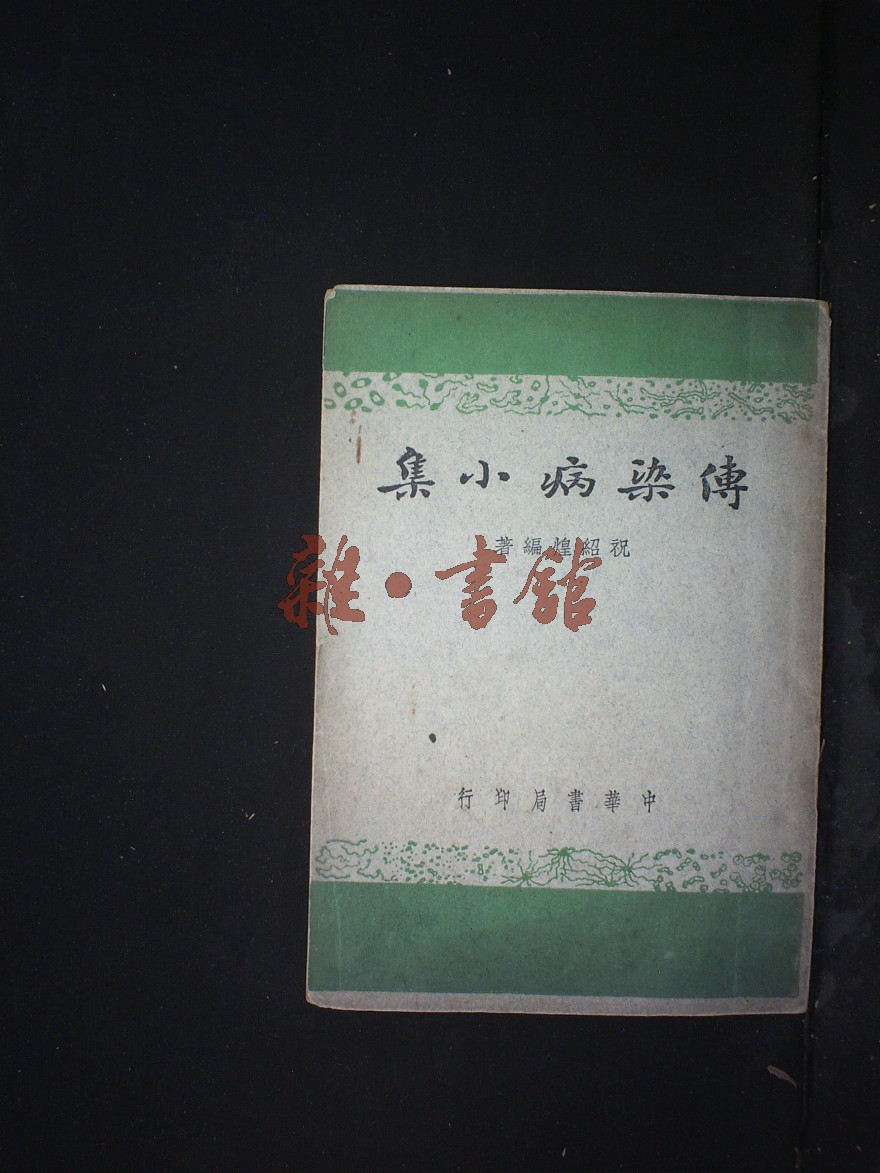 傳染病小集
祝紹煌編著
雜·書館
中華書局印行